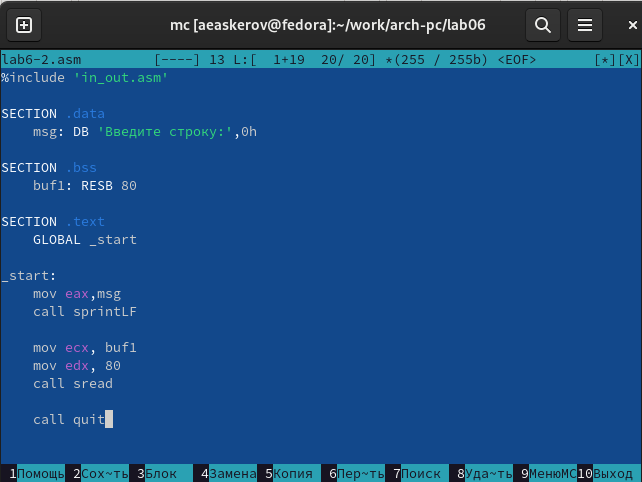 mc [aeaskerov@fedora]:~/work/arch-pc/lab06
lab6-2.asm [----] 13 L:[ 1+19 20/ 20] *(255 / 255b) <EOF> [*][X]
%include 'in_out.asm'
SECTION .data
msg: DB 'Введите строку:',0h
SECTION .bss
buf1: RESB 80
SECTION .text
GLOBAL _start
_start:
mov eax,msg
call sprintLF
mov ecx, buf1
mov edx, 80
call sread
call quit
1Помощь 2Сох~ть 3Блок 4Замена 5Копия 6Пер~ть 7Поиск 8Уда~ть 9МенюMC 10Выход